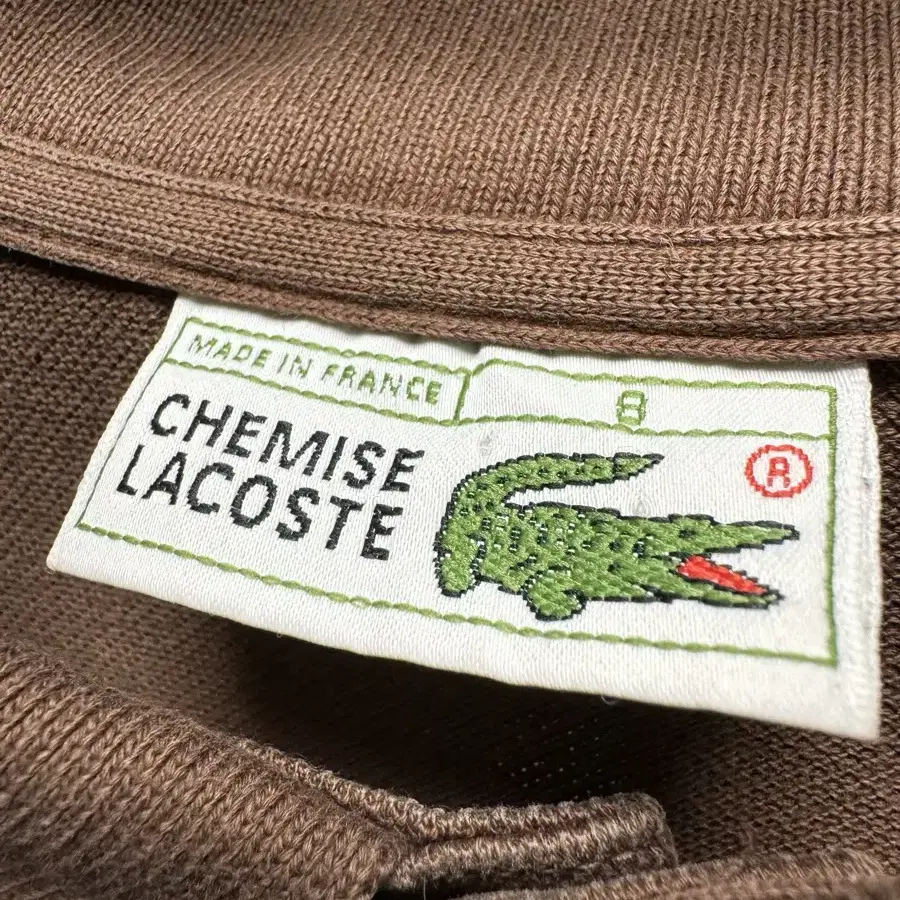 MADE IN FRANCE
8
CHEMISE
LACOSTE
®